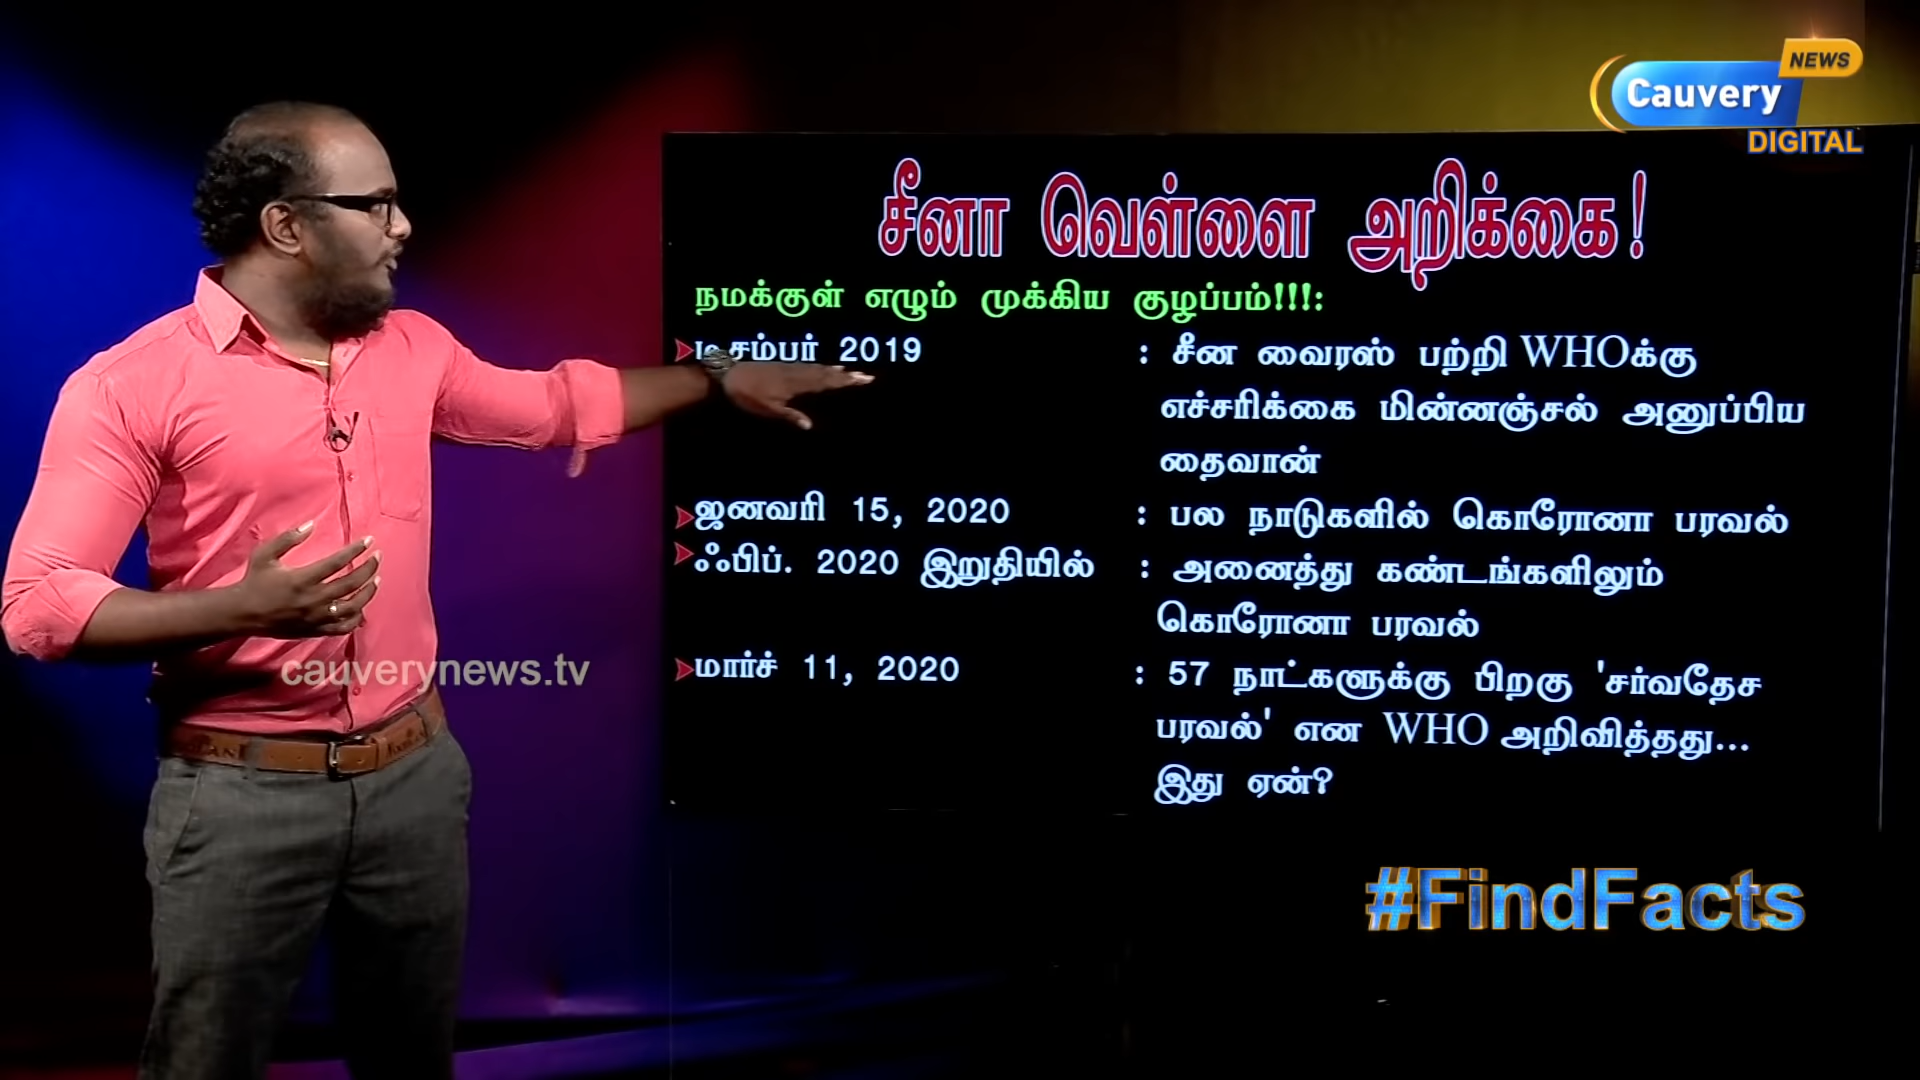 NEWS
Cauvery
DIGITAL
சீனா வெள்ளை அறிக்கை!
நமக்குள் எழும் முக்கிய குழப்பம்!!!:
டிசம்பர் 2019 : சீன வைரஸ் பற்றி WHOக்கு
எச்சரிக்கை மின்னஞ்சல் அனுப்பிய
தைவான்
ஜனவரி 15, 2020 : பல நாடுகளில் கொரோனா பரவல்
ஃபிப். 2020 இறுதியில் : அனைத்து கண்டங்களிலும்
கொரோனா பரவல்
மார்ச் 11, 2020 : 57 நாட்களுக்கு பிறகு 'சர்வதேச
பரவல்' என WHO அறிவித்தது...
இது ஏன்?
cauverynews.tv
#FindFacts